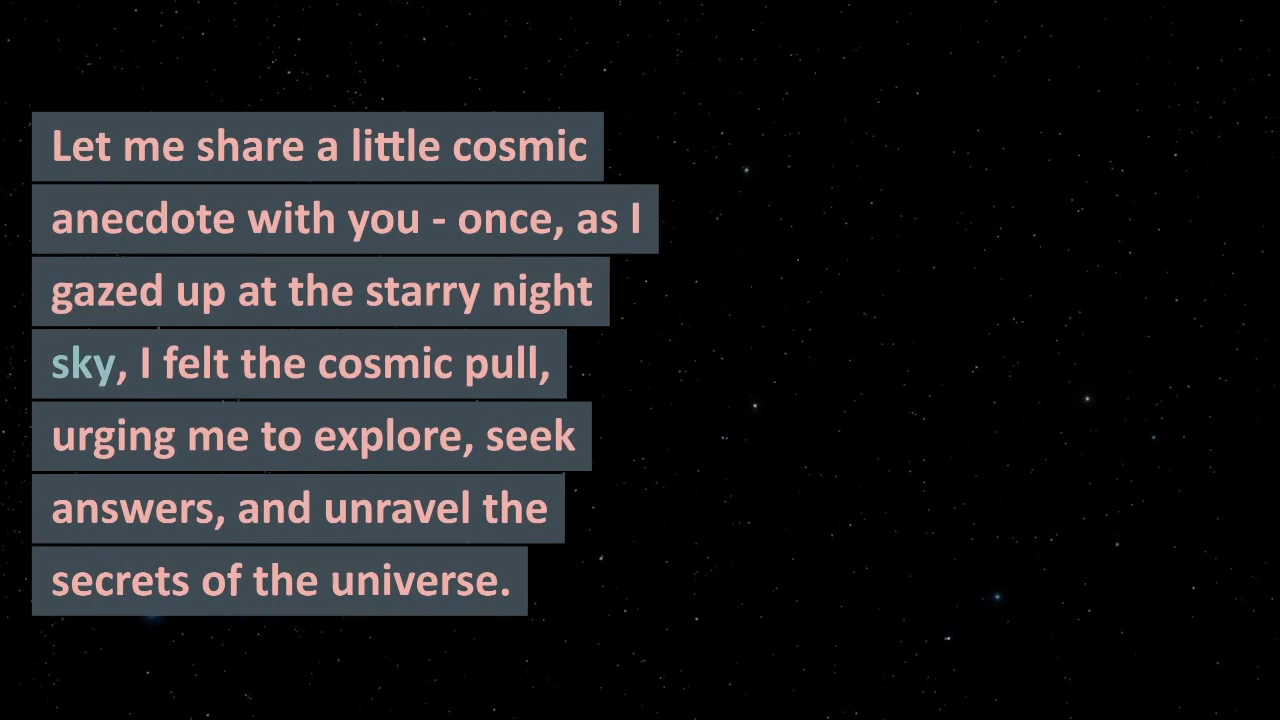 Let me share a little cosmic
anecdote with you - once, as I
gazed up at the starry night
sky, I felt the cosmic pull,
urging me to explore, seek
answers, and unravel the
secrets of the universe.